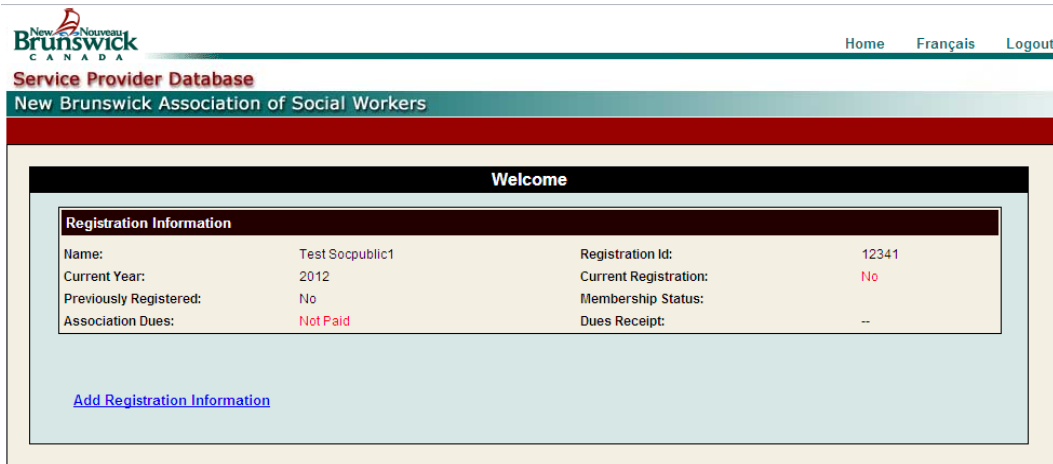 New Nouveau
Brunswick
CANADA
Home Français Logout
Service Provider Database
New Brunswick Association of Social Workers
Welcome
Registration Information
Name: Test Socpublic1 Registration Id: 12341
Current Year: 2012 Current Registration: No
Previously Registered: No Membership Status:
Association Dues: Not Paid Dues Receipt: --
Add Registration Information